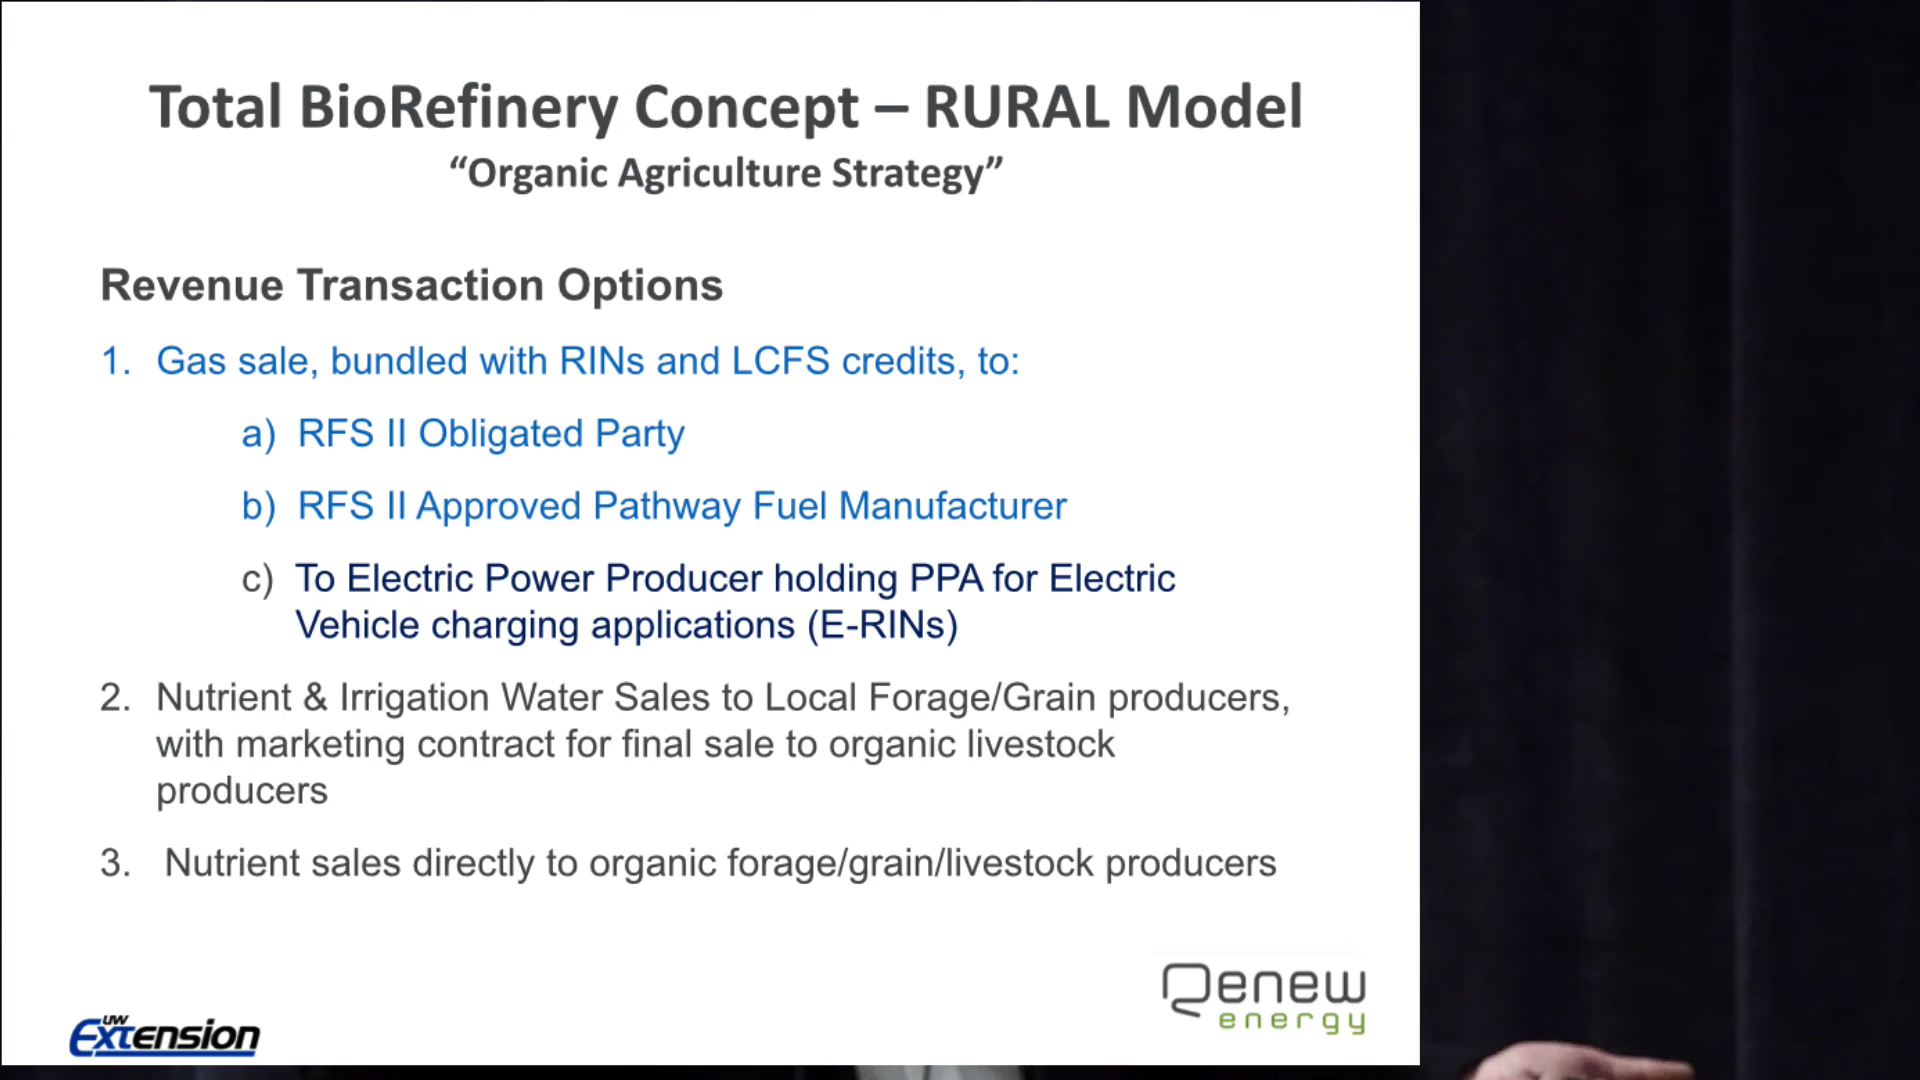 Total BioRefinery Concept – RURAL Model
“Organic Agriculture Strategy”
Revenue Transaction Options
1. Gas sale, bundled with RINs and LCFS credits, to:
a) RFS II Obligated Party
b) RFS II Approved Pathway Fuel Manufacturer
c) To Electric Power Producer holding PPA for Electric
Vehicle charging applications (E-RINs)
2. Nutrient & Irrigation Water Sales to Local Forage/Grain producers,
with marketing contract for final sale to organic livestock
producers
3. Nutrient sales directly to organic forage/grain/livestock producers
Renew
energy
UW
Extension